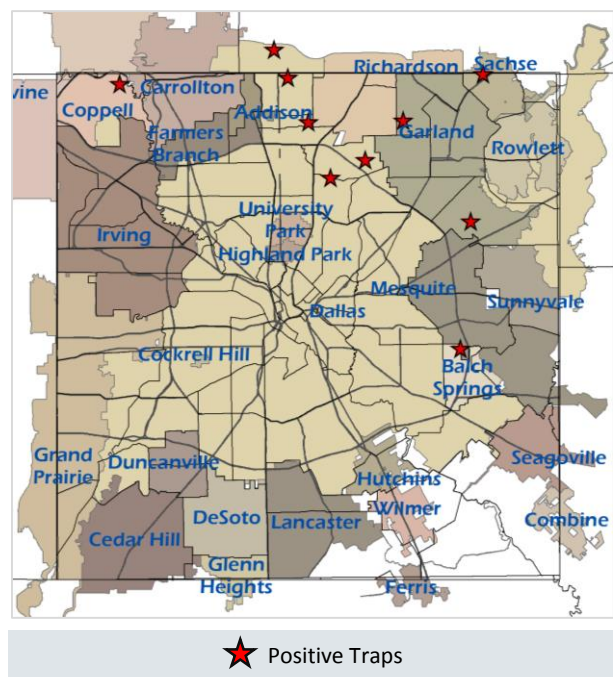 Richardson
Sachse
vine
Carrollton
Coppell
Addison
Farmers
Branch
Garland
Rowlett
University
Park
Irving
Highland Park
Mesquite
Sunnyvale
Dallas
Cockrell Hill
Balch
Springs
Grand
Prairie
Duncanville
Seagoville
Hutchins
Wilmer
DeSoto
Lancaster
Combine
Cedar Hill
Glenn
Heights
Ferris
Positive Traps